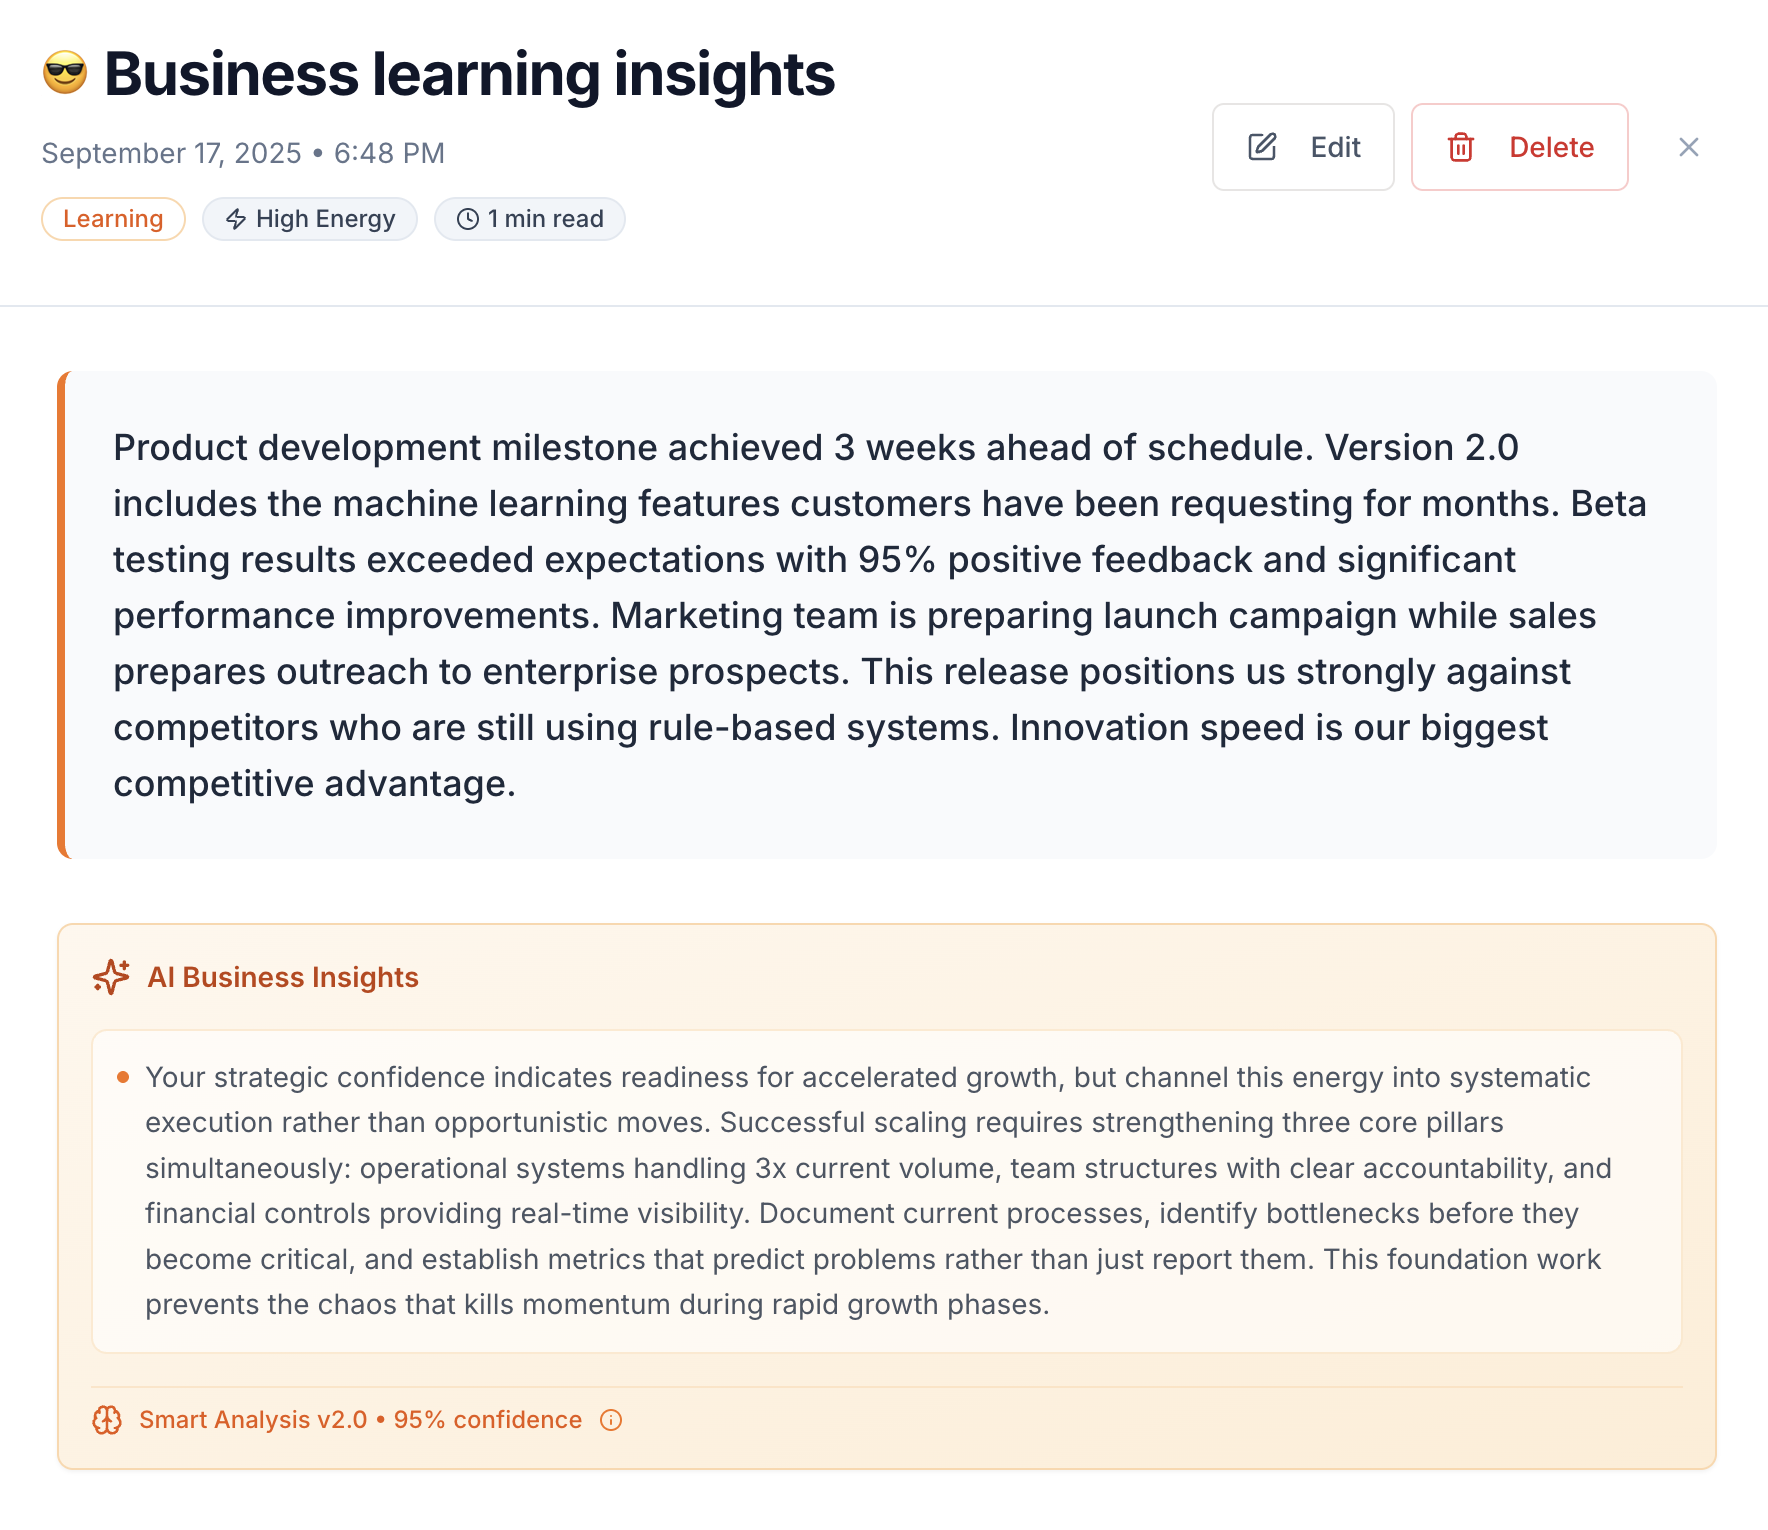 😎 Business learning insights
September 17, 2025 • 6:48 PM
Learning
High Energy
1 min read
Edit
Delete
Product development milestone achieved 3 weeks ahead of schedule. Version 2.0
includes the machine learning features customers have been requesting for months. Beta
testing results exceeded expectations with 95% positive feedback and significant
performance improvements. Marketing team is preparing launch campaign while sales
prepares outreach to enterprise prospects. This release positions us strongly against
competitors who are still using rule-based systems. Innovation speed is our biggest
competitive advantage.
AI Business Insights
• Your strategic confidence indicates readiness for accelerated growth, but channel this energy into systematic
execution rather than opportunistic moves. Successful scaling requires strengthening three core pillars
simultaneously: operational systems handling 3x current volume, team structures with clear accountability, and
financial controls providing real-time visibility. Document current processes, identify bottlenecks before they
become critical, and establish metrics that predict problems rather than just report them. This foundation work
prevents the chaos that kills momentum during rapid growth phases.
Smart Analysis v2.0 • 95% confidence